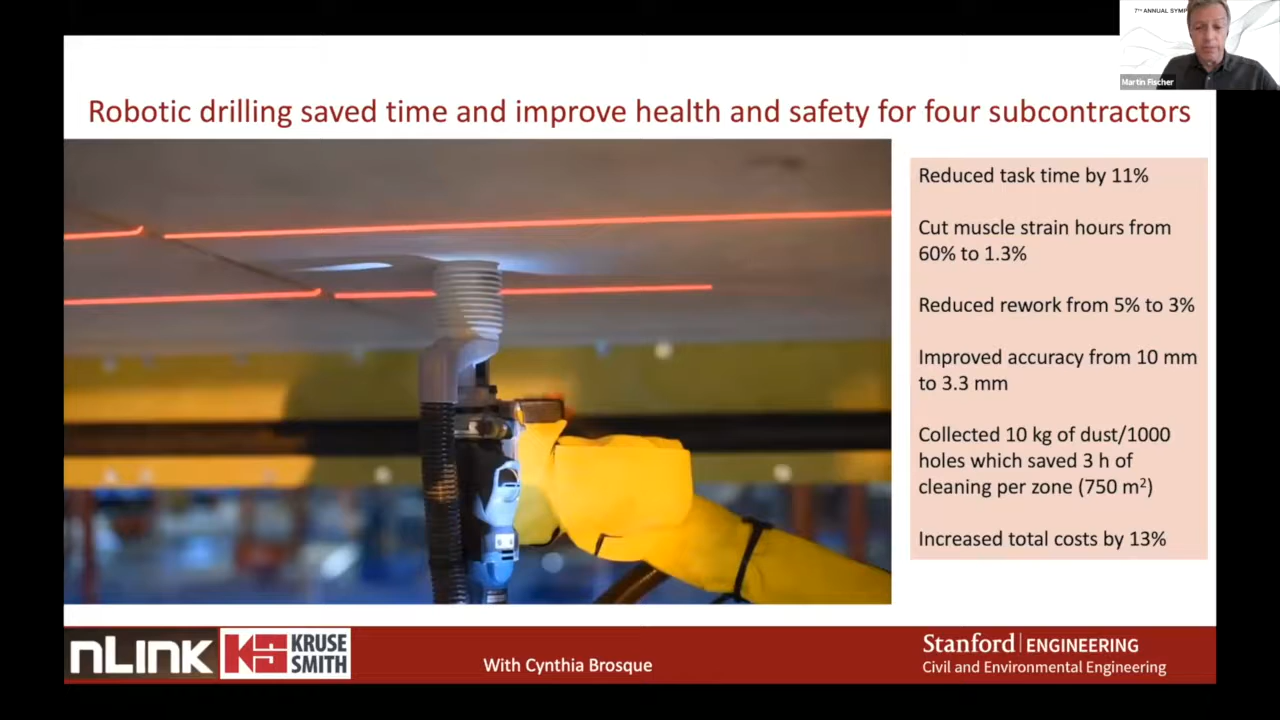 7TH ANNUAL SYMP
Martin Fischer
Robotic drilling saved time and improve health and safety for four subcontractors
Reduced task time by 11%
Cut muscle strain hours from
60% to 1.3%
Reduced rework from 5% to 3%
Improved accuracy from 10 mm
to 3.3 mm
Collected 10 kg of dust/1000
holes which saved 3 h of
cleaning per zone (750 m²)
Increased total costs by 13%
nLINK
KS KRUSE
SMITH
With Cynthia Brosque
Stanford | ENGINEERING
Civil and Environmental Engineering